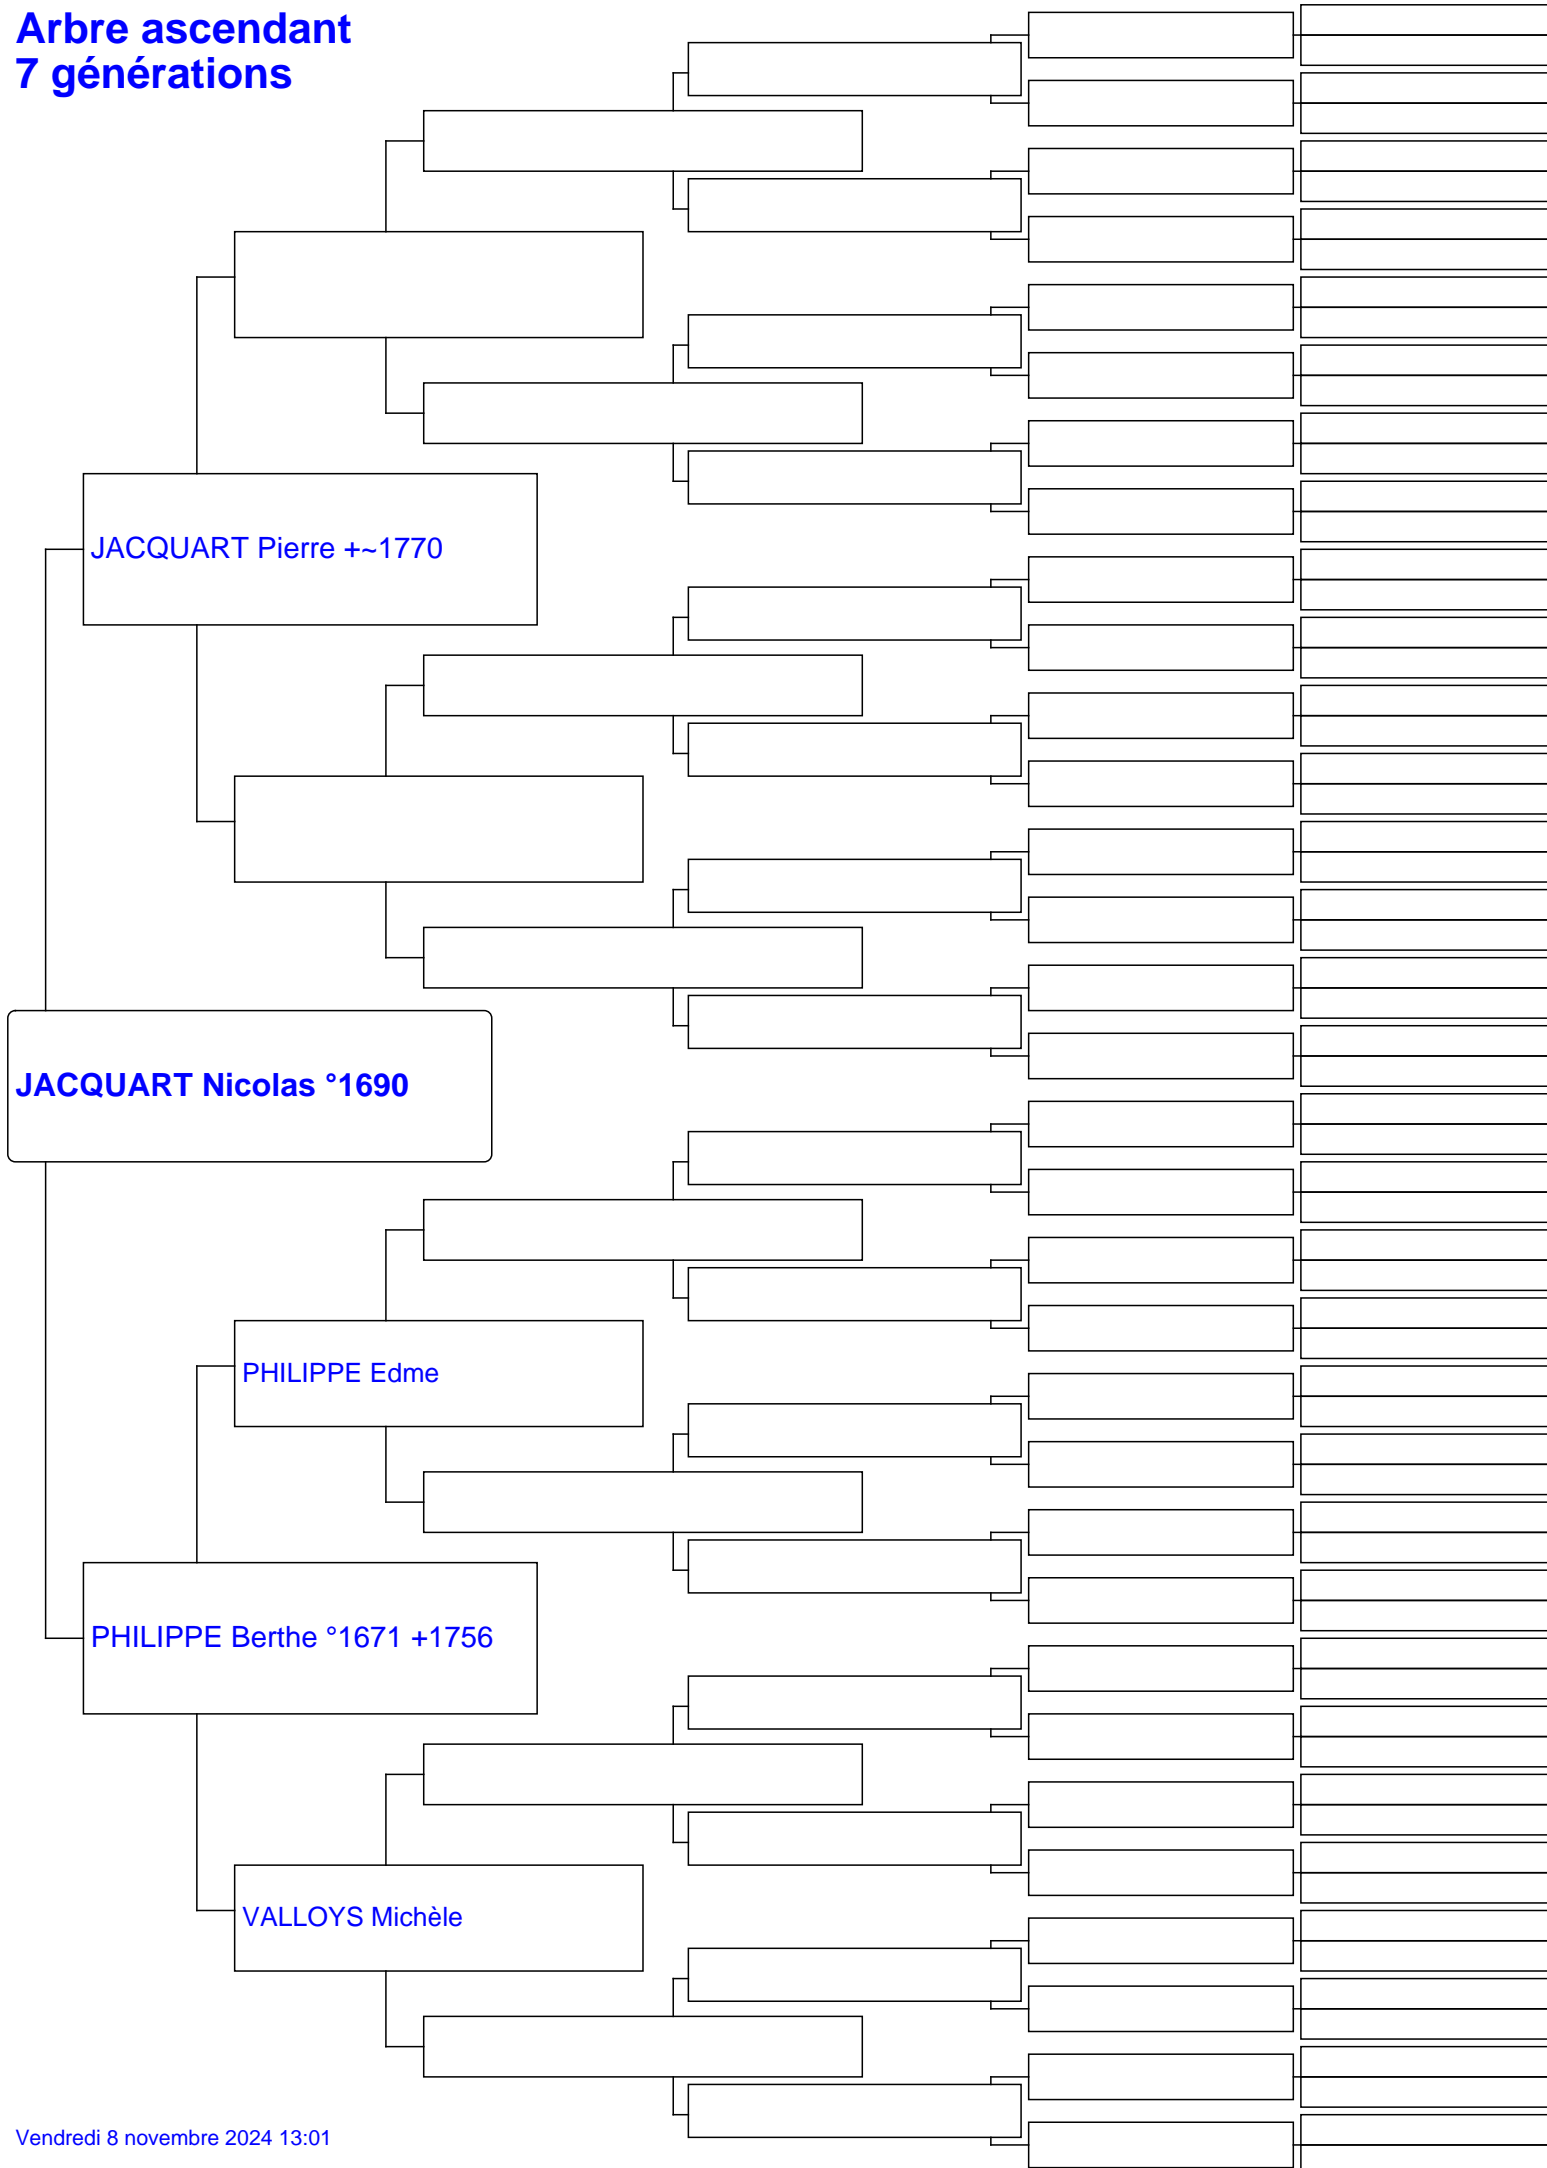 Arbre ascendant
7 générations
JACQUART Pierre +~1770
JACQUART Nicolas °1690
PHILIPPE Edme
PHILIPPE Berthe °1671 +1756
VALLOYS Michèle
Vendredi 8 novembre 2024 13:01